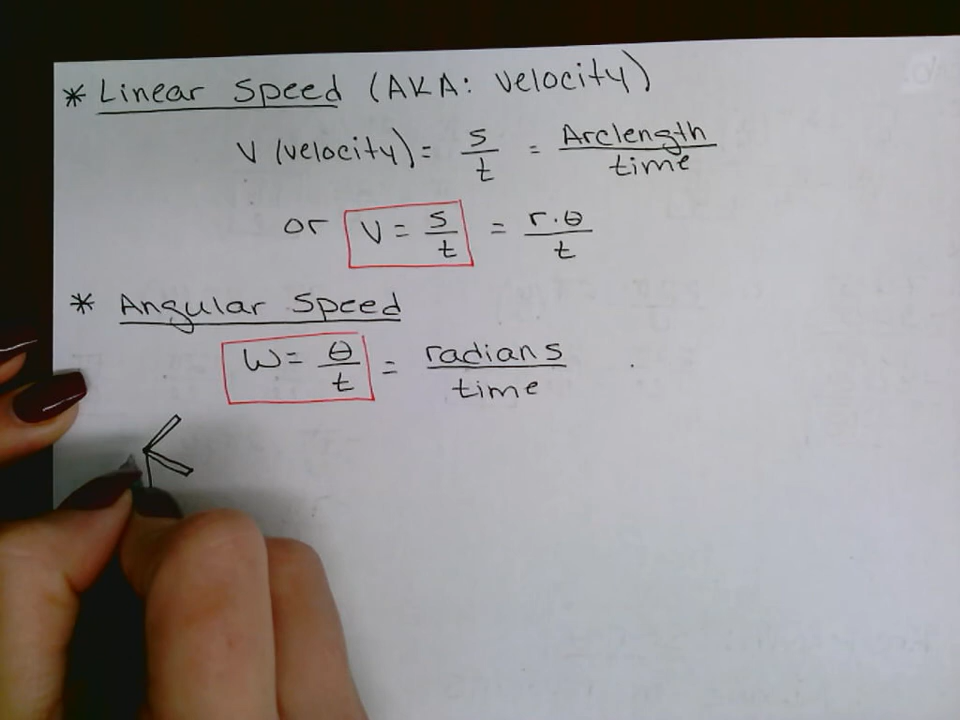 * Linear Speed (AKA: velocity)
V (velocity) = s/t = Arclength/time
or V = s/t = r·θ/t
* Angular Speed
W = θ/t = radians/time